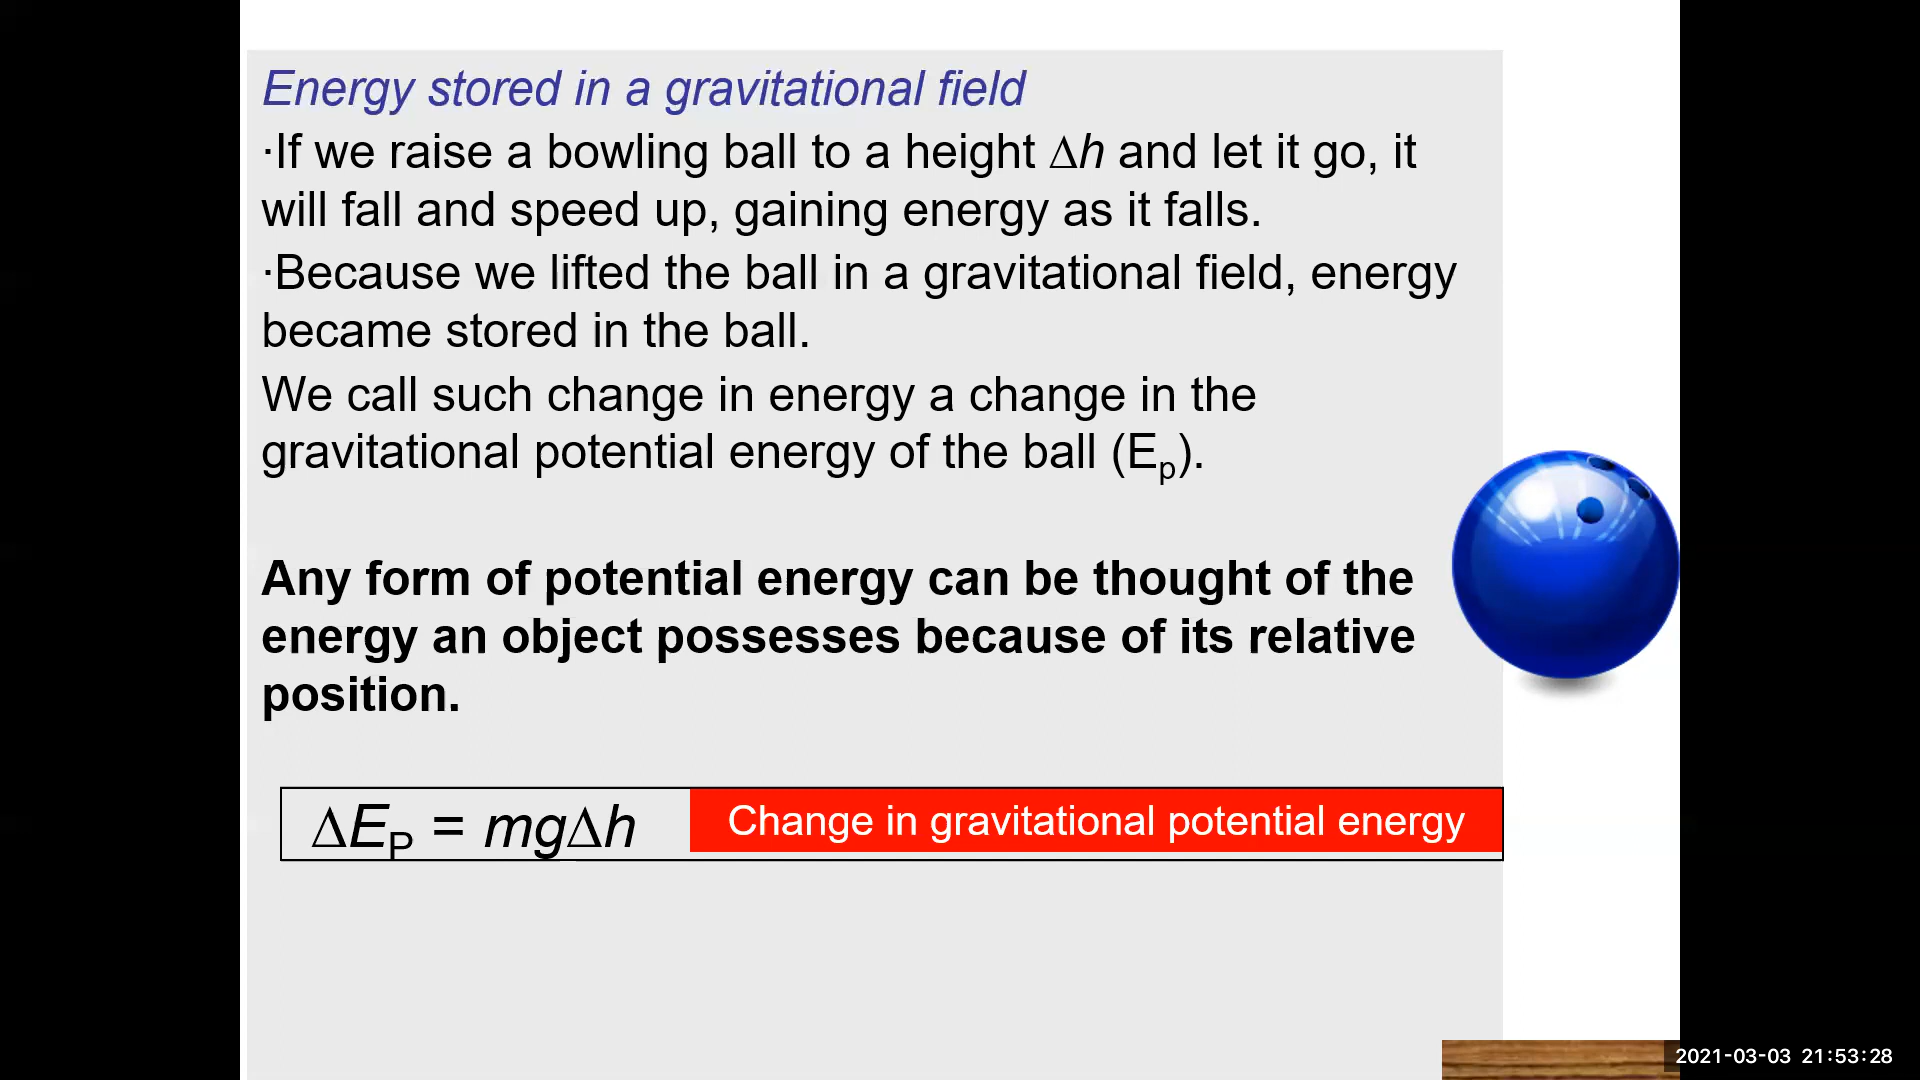 Energy stored in a gravitational field
·If we raise a bowling ball to a height Δh and let it go, it
will fall and speed up, gaining energy as it falls.
·Because we lifted the ball in a gravitational field, energy
became stored in the ball.
We call such change in energy a change in the
gravitational potential energy of the ball (Ep).
Any form of potential energy can be thought of the
energy an object possesses because of its relative
position.
ΔEP = mgΔh Change in gravitational potential energy
2021-03-03 21:53:28